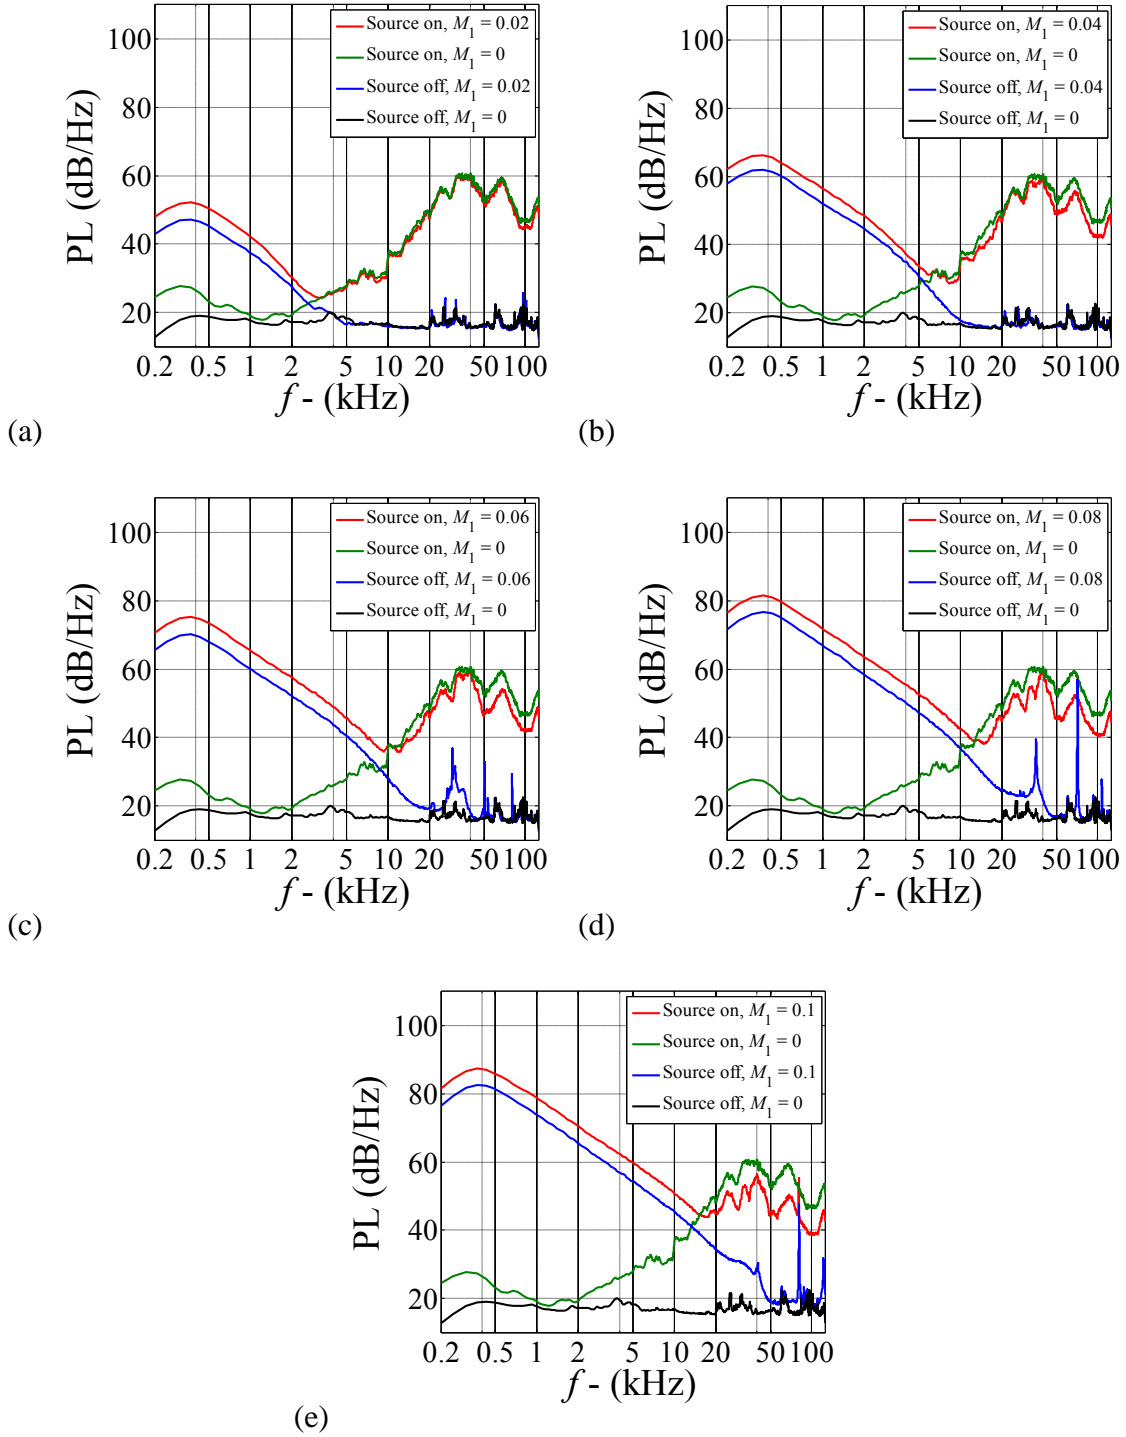 Source on, M1 = 0.02
Source on, M1 = 0
Source off, M1 = 0.02
Source off, M1 = 0
100
80
60
40
20
PL (dB/Hz)
0.2 0.5 1 2 5 10 20 50 100
f - (kHz)
(a)
Source on, M1 = 0.04
Source on, M1 = 0
Source off, M1 = 0.04
Source off, M1 = 0
100
80
60
40
20
PL (dB/Hz)
0.2 0.5 1 2 5 10 20 50 100
f - (kHz)
(b)
Source on, M1 = 0.06
Source on, M1 = 0
Source off, M1 = 0.06
Source off, M1 = 0
100
80
60
40
20
PL (dB/Hz)
0.2 0.5 1 2 5 10 20 50 100
f - (kHz)
(c)
Source on, M1 = 0.08
Source on, M1 = 0
Source off, M1 = 0.08
Source off, M1 = 0
100
80
60
40
20
PL (dB/Hz)
0.2 0.5 1 2 5 10 20 50 100
f - (kHz)
(d)
Source on, M1 = 0.1
Source on, M1 = 0
Source off, M1 = 0.1
Source off, M1 = 0
100
80
60
40
20
PL (dB/Hz)
0.2 0.5 1 2 5 10 20 50 100
f - (kHz)
(e)